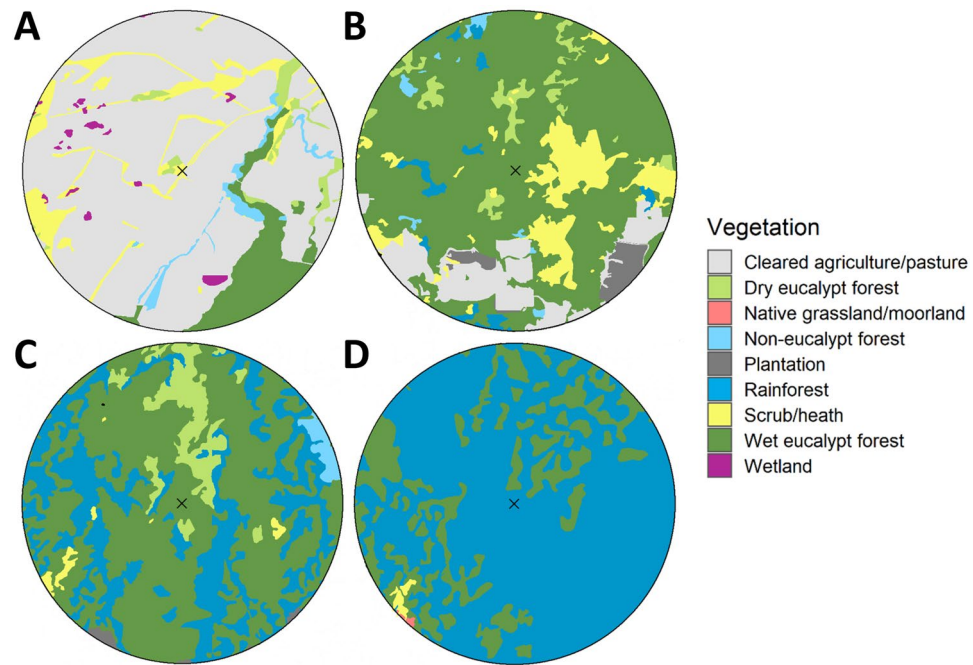 A
B
C
D
Vegetation
Cleared agriculture/pasture
Dry eucalypt forest
Native grassland/moorland
Non-eucalypt forest
Plantation
Rainforest
Scrub/heath
Wet eucalypt forest
Wetland